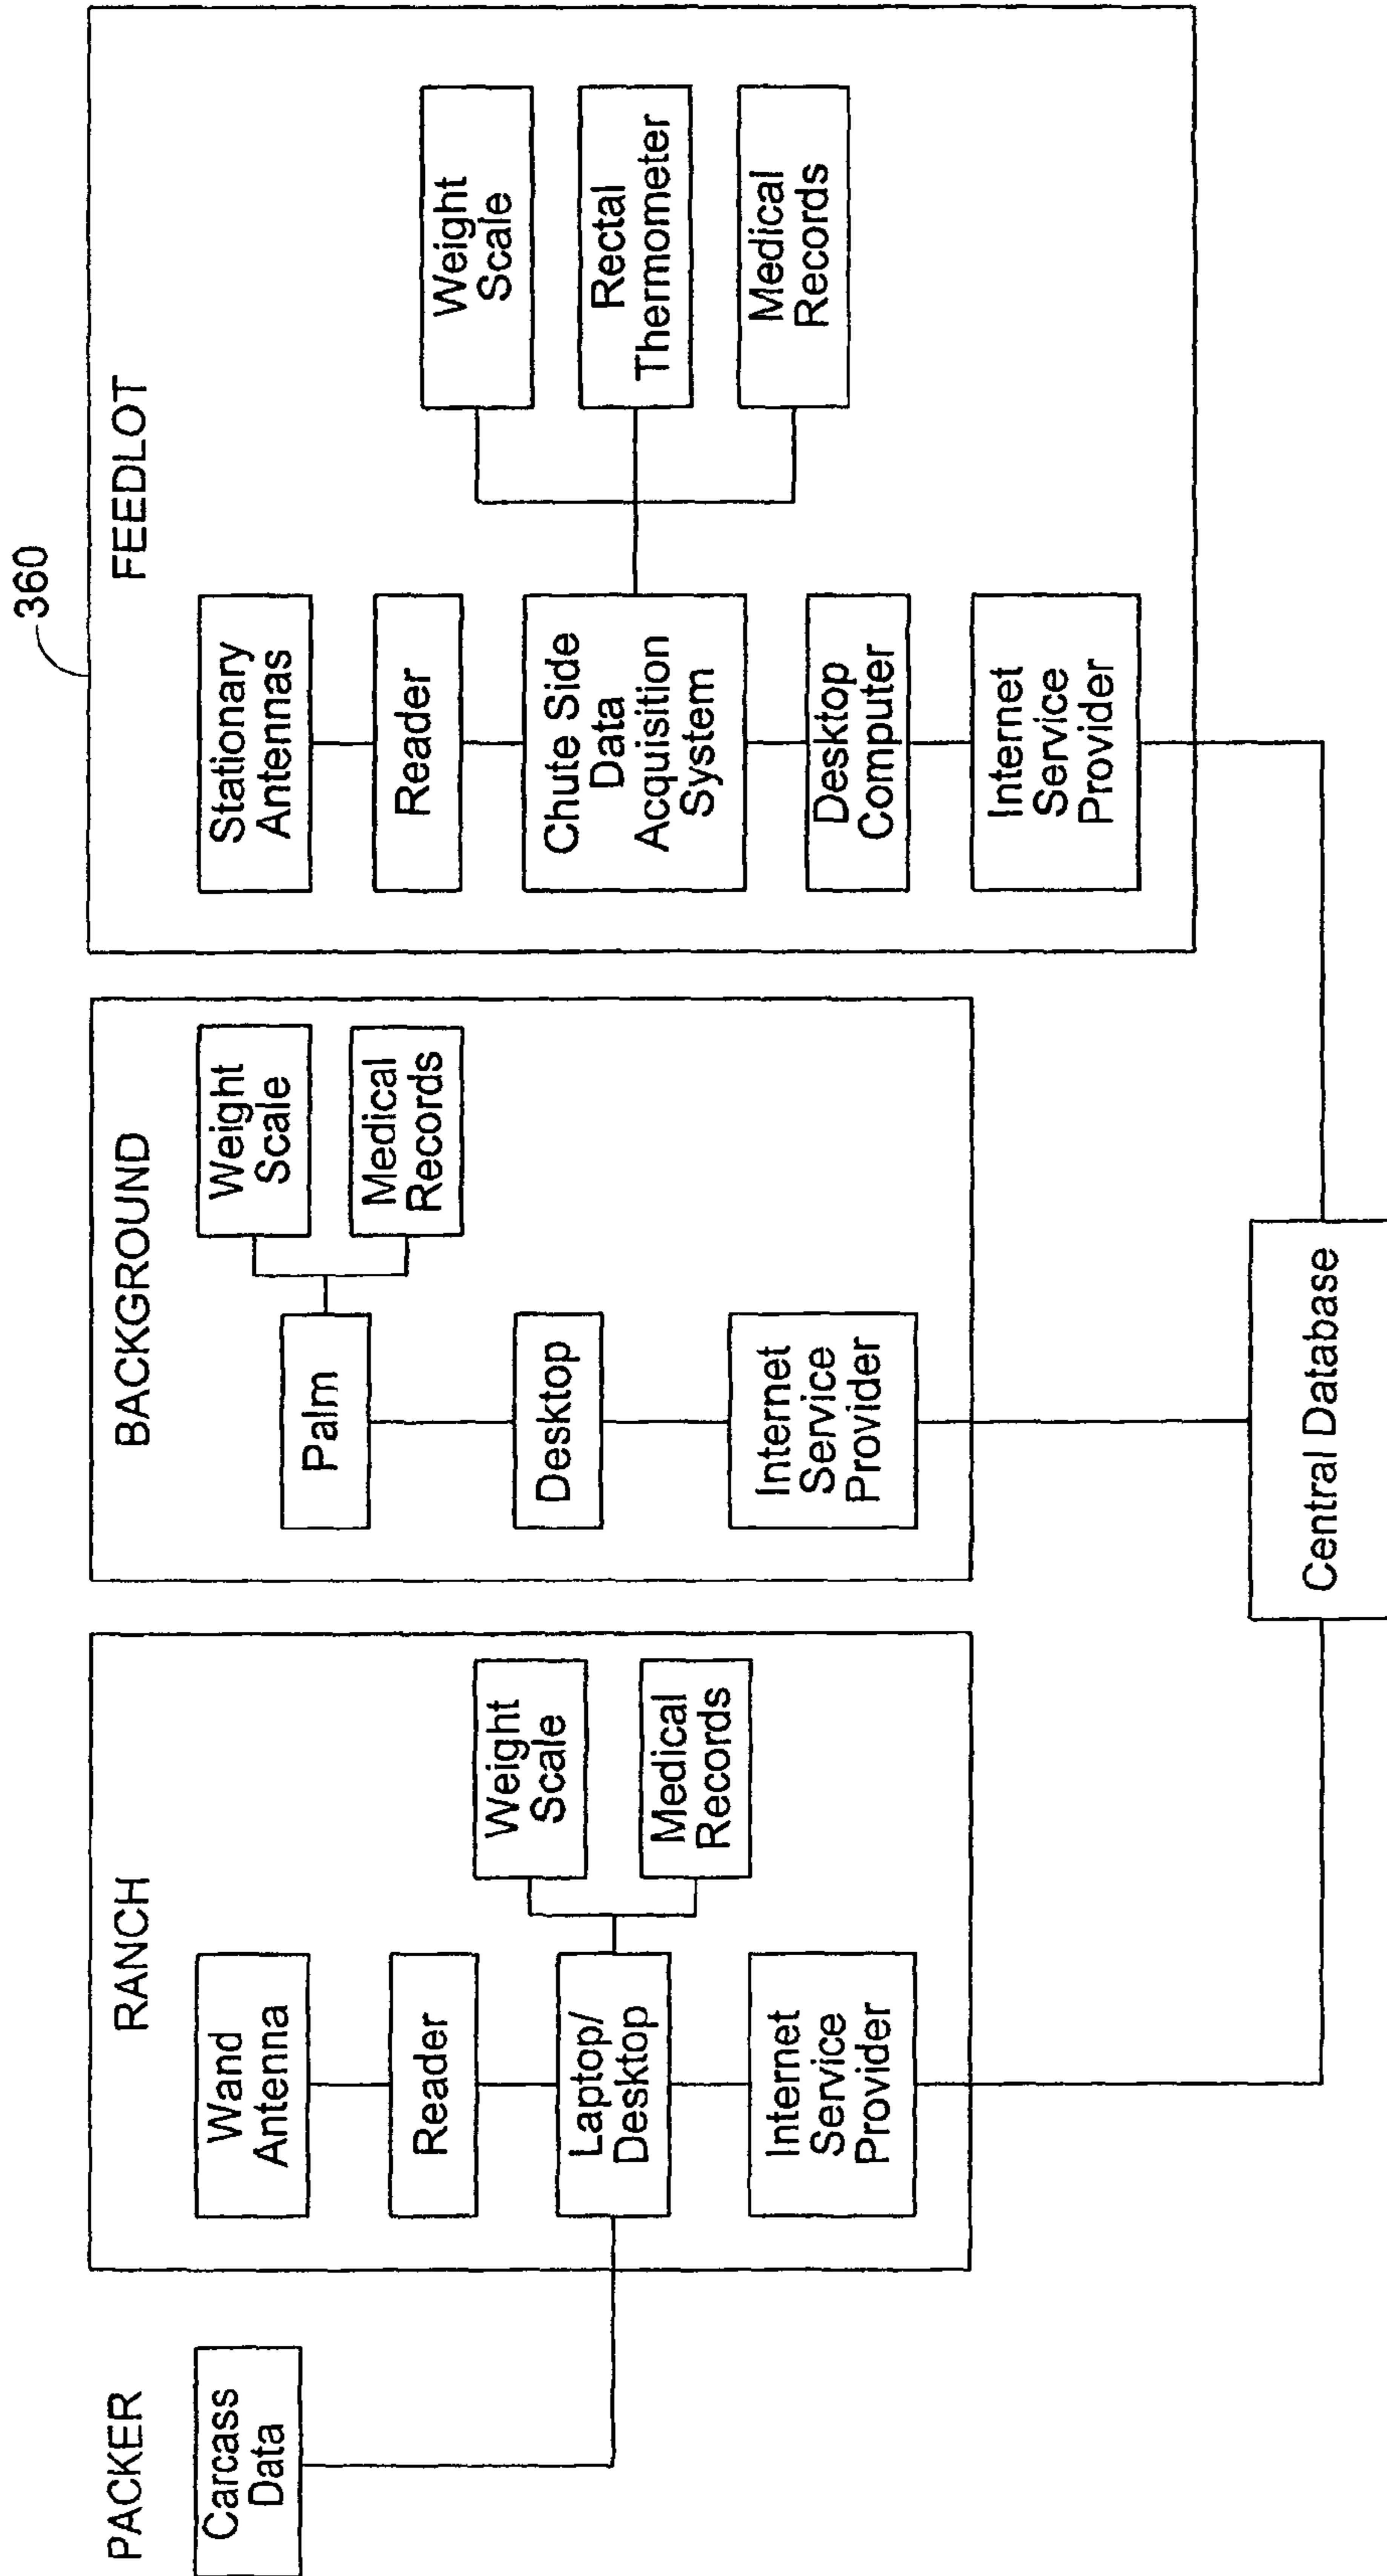 PACKER
Carcass
Data
RANCH
Wand
Antenna
Reader
Laptop/
Desktop
Internet
Service
Provider
Weight
Scale
Medical
Records
BACKGROUND
Palm
Weight
Scale
Medical
Records
Desktop
Internet
Service
Provider
360
FEEDLOT
Stationary
Antennas
Reader
Chute Side
Data
Acquisition
System
Desktop
Computer
Internet
Service
Provider
Weight
Scale
Rectal
Thermometer
Medical
Records
Central Database